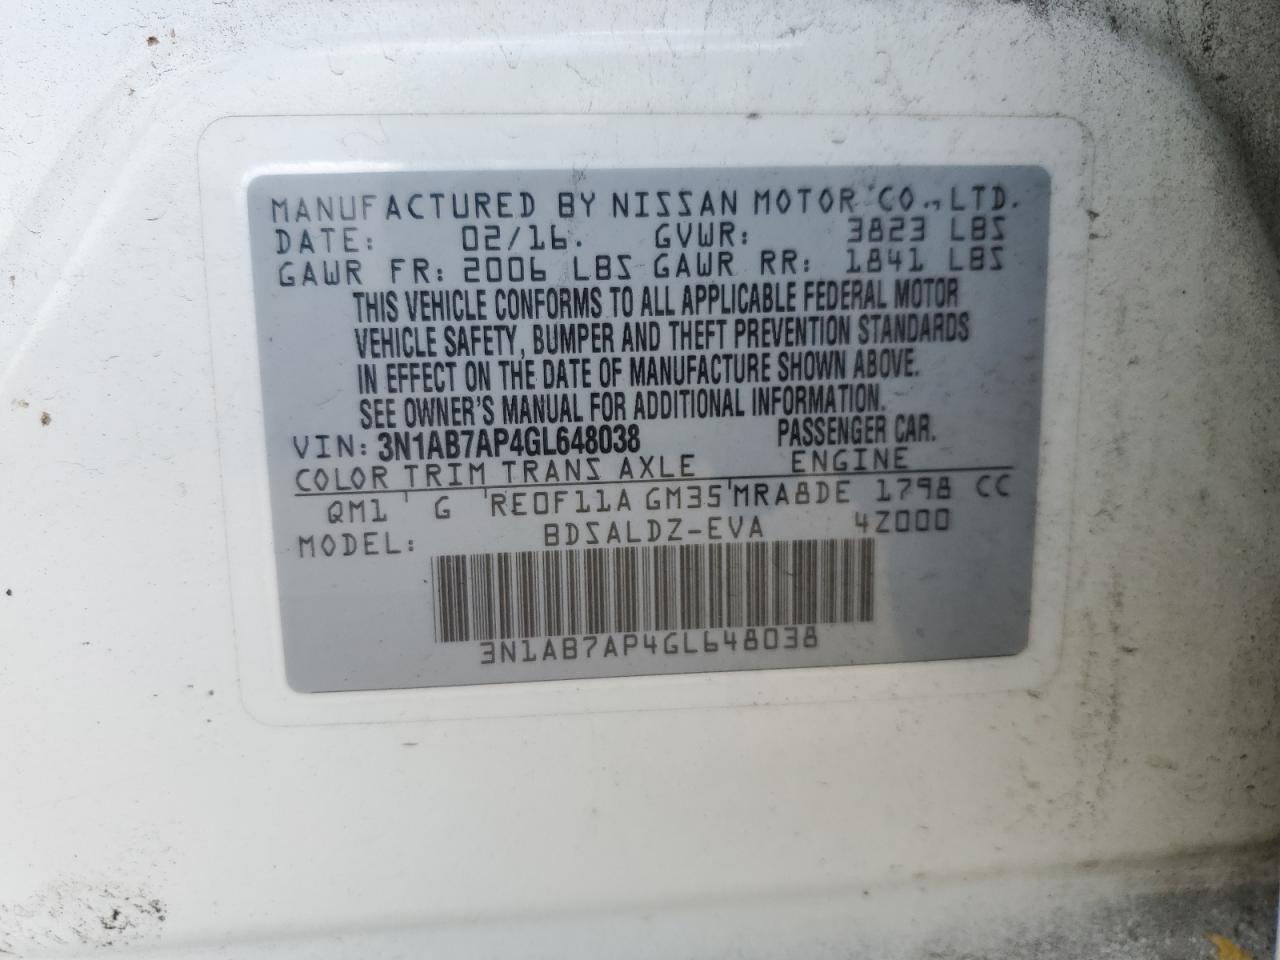 MANUFACTURED BY NISSAN MOTOR CO., LTD.
DATE: 02/16. GVWR: 3823 LBS
GAWR FR: 2006 LBS GAWR RR: 1841 LBS
THIS VEHICLE CONFORMS TO ALL APPLICABLE FEDERAL MOTOR
VEHICLE SAFETY, BUMPER AND THEFT PREVENTION STANDARDS
IN EFFECT ON THE DATE OF MANUFACTURE SHOWN ABOVE.
SEE OWNER'S MANUAL FOR ADDITIONAL INFORMATION.
VIN: 3N1AB7AP4GL648038 PASSENGER CAR.
COLOR TRIM TRANS AXLE ENGINE
QM1 ' G ' RE0F11A GM35 ' MRA8DE 1798 CC
MODEL: BDSALDZ-EVA 4Z000
3N1AB7AP4GL648038